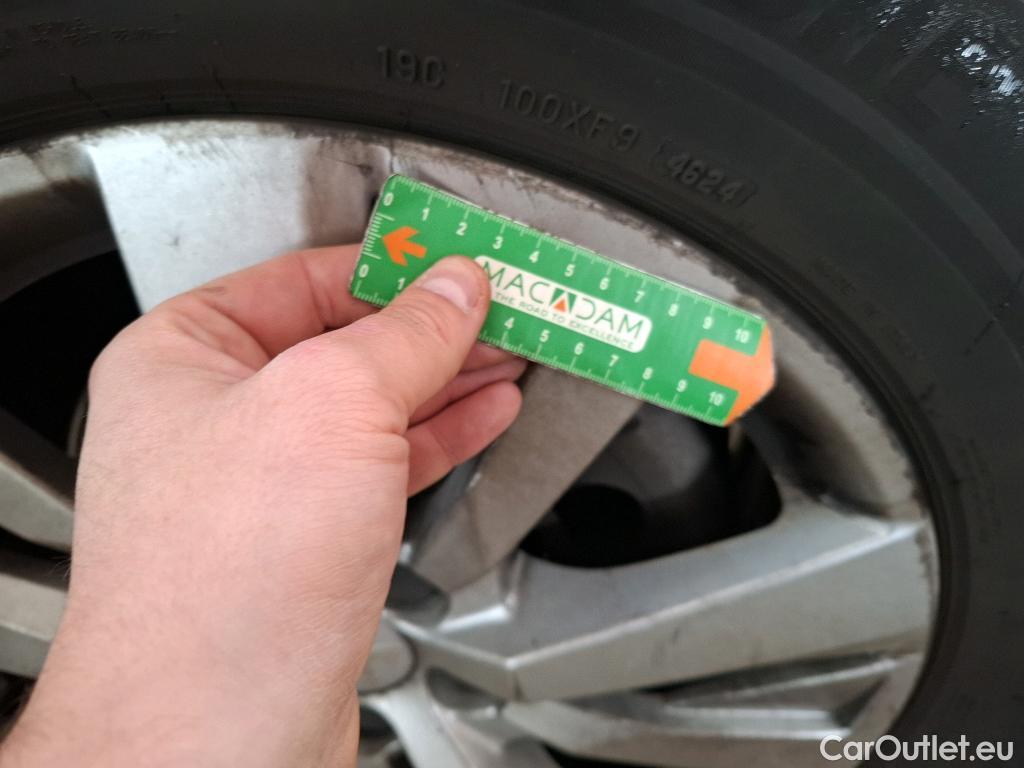 19C 100XF9 4624
0 1 2 3 4 5 6 7 8 9 10
MACADAM
THE ROAD TO EXCELLENCE
0 1 4 5 6 7 8 9 10
CarOutlet.eu